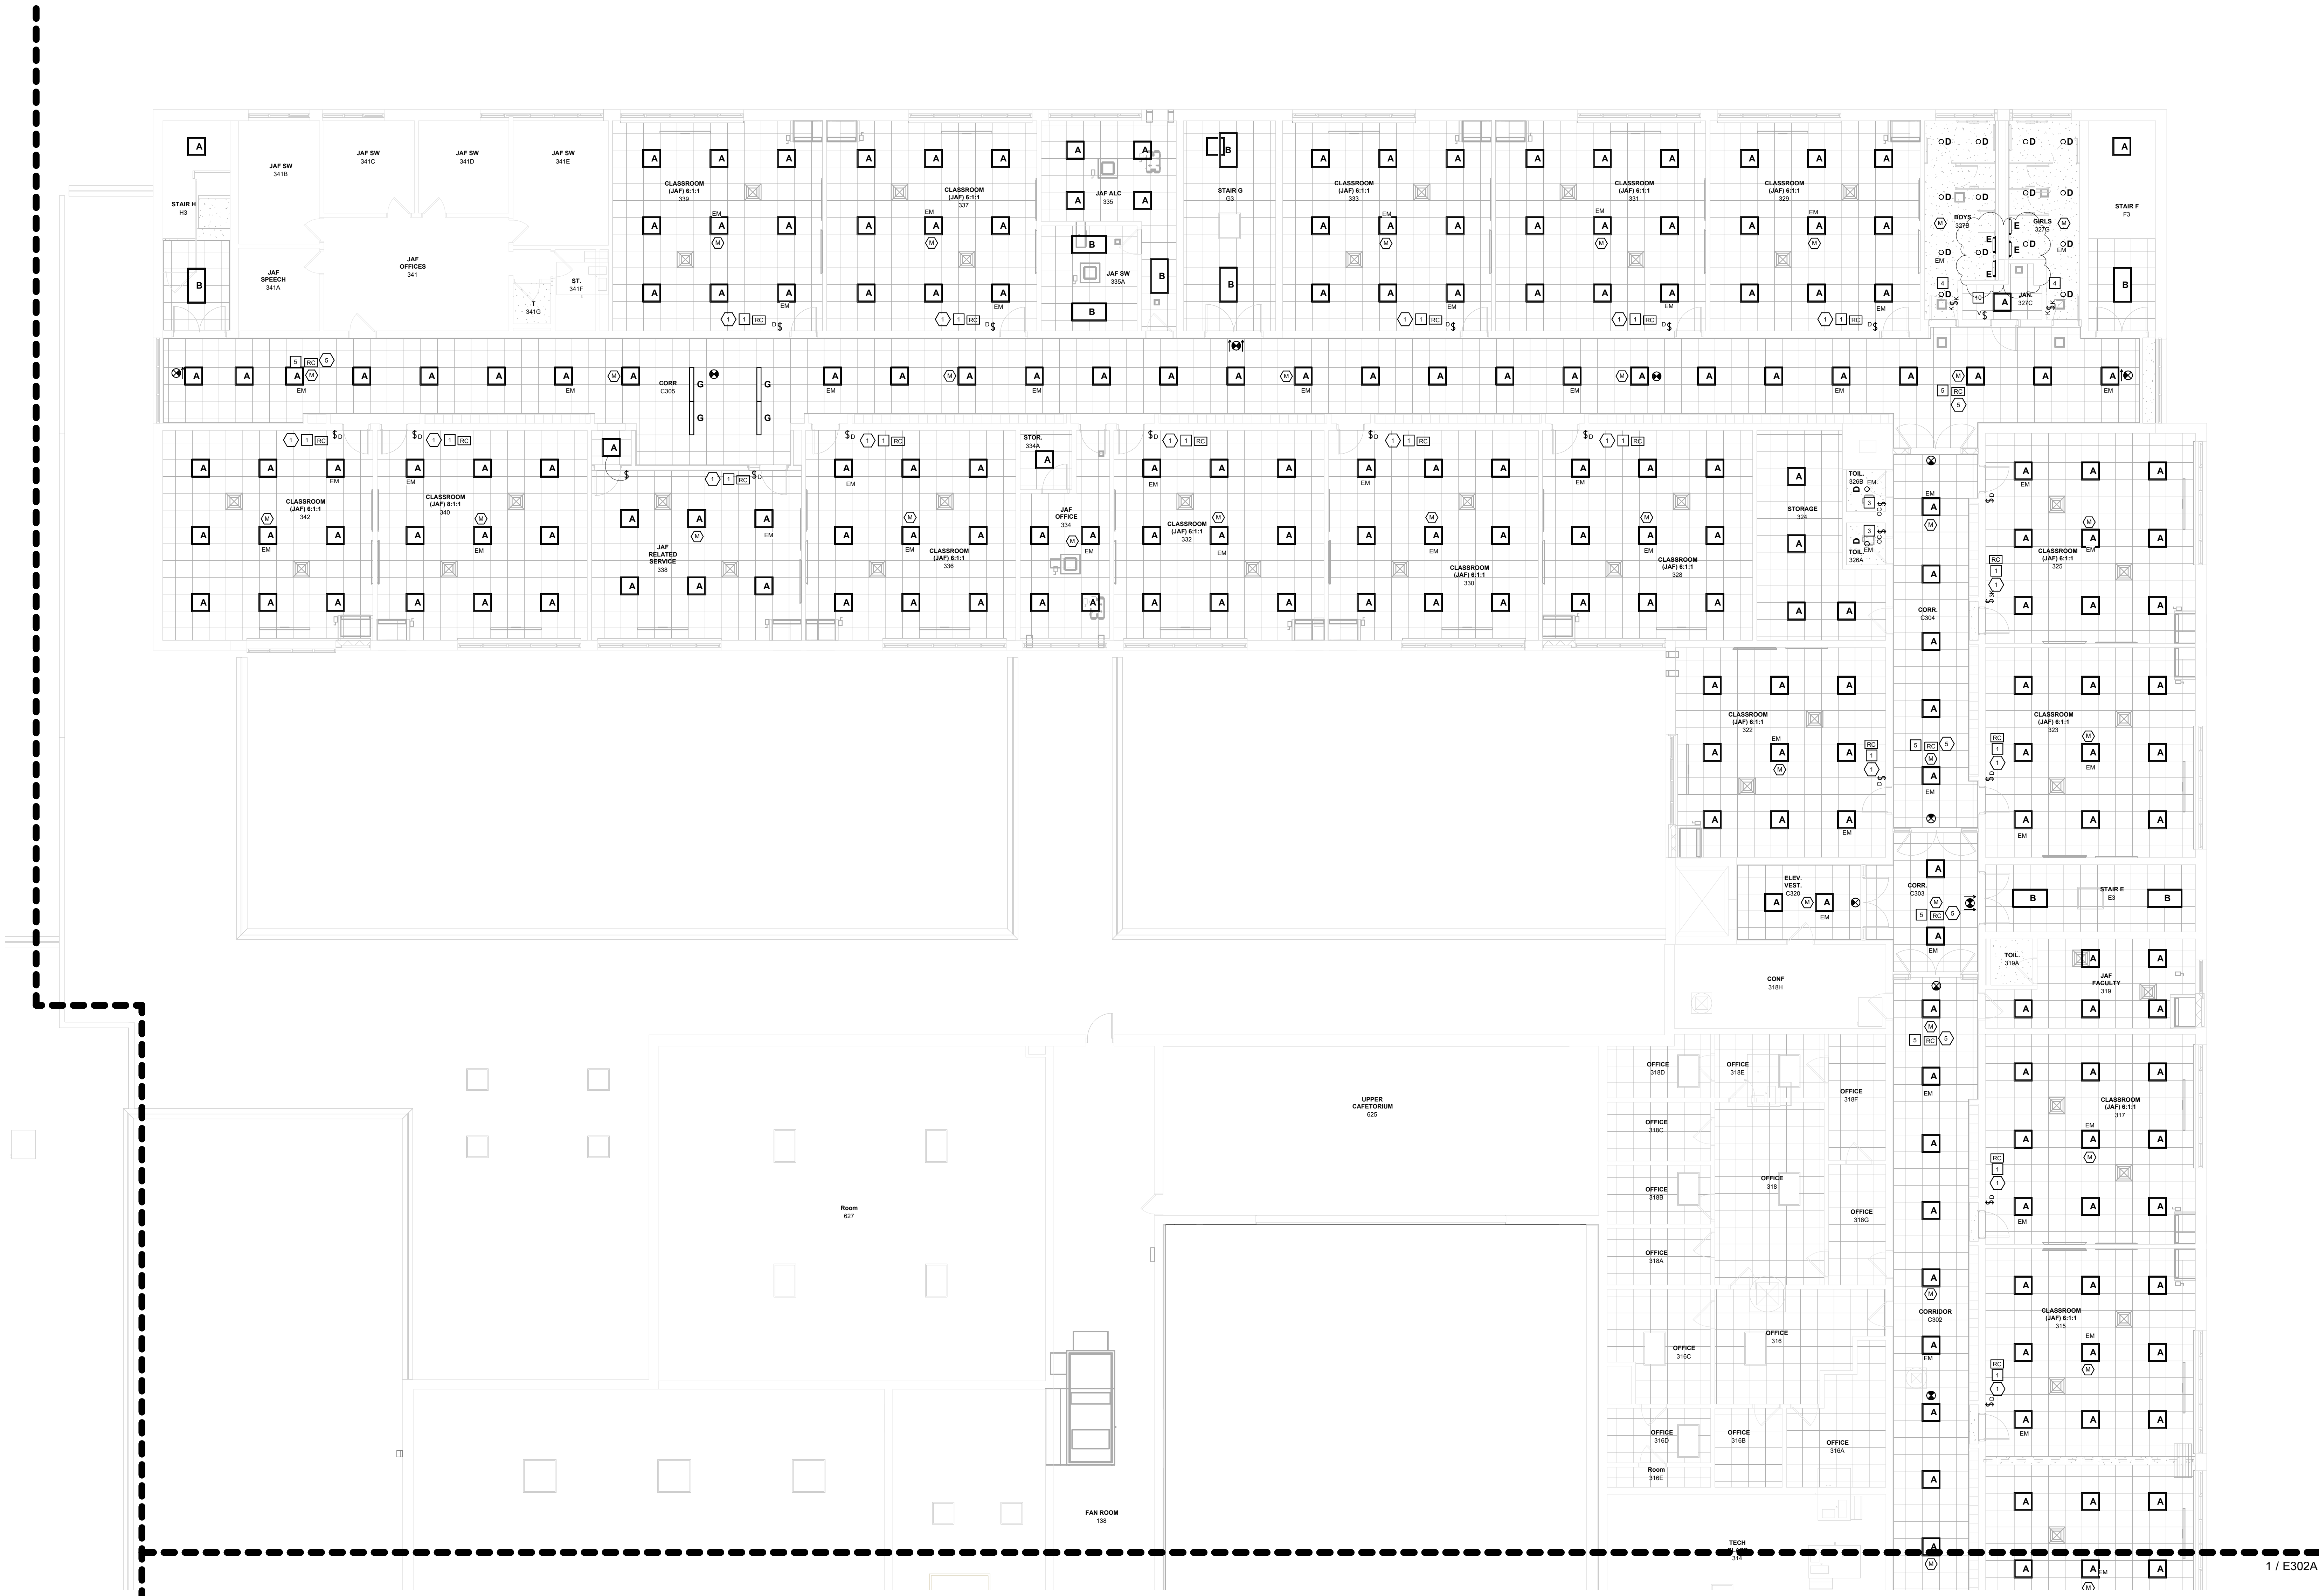 STAIR H
H3
JAF SW
341B
JAF SW
341C
JAF SW
341D
JAF SW
341E
JAF
SPEECH
341A
JAF
OFFICES
341
T
341G
ST.
341F
CLASSROOM
(JAF) 6:1:1
339
CLASSROOM
(JAF) 6:1:1
337
JAF ALC
335
JAF SW
335A
STAIR G
G3
CLASSROOM
(JAF) 6:1:1
333
CLASSROOM
(JAF) 6:1:1
331
CLASSROOM
(JAF) 6:1:1
329
BOYS
327B
GIRLS
327G
JAN.
327C
STAIR F
F3
CORR
C305
CLASSROOM
(JAF) 6:1:1
342
CLASSROOM
(JAF) 8:1:1
340
JAF
RELATED
SERVICE
338
CLASSROOM
(JAF) 6:1:1
336
STOR.
334A
JAF
OFFICE
334
CLASSROOM
(JAF) 6:1:1
332
CLASSROOM
(JAF) 6:1:1
330
CLASSROOM
(JAF) 6:1:1
328
STORAGE
324
TOIL.
326B
TOIL.
326A
CORR.
C304
CLASSROOM
(JAF) 6:1:1
325
CLASSROOM
(JAF) 6:1:1
322
CLASSROOM
(JAF) 6:1:1
323
ELEV.
VEST.
C320
CORR.
C303
STAIR E
E3
TOIL.
319A
JAF
FACULTY
319
CONF
318H
OFFICE
318D
OFFICE
318E
OFFICE
318F
OFFICE
318C
OFFICE
318B
OFFICE
318
OFFICE
318G
OFFICE
318A
CLASSROOM
(JAF) 6:1:1
317
UPPER
CAFETORIUM
625
Room
627
CORRIDOR
C302
CLASSROOM
(JAF) 6:1:1
315
OFFICE
316
OFFICE
316C
OFFICE
316D
OFFICE
316B
OFFICE
316A
Room
316E
FAN ROOM
138
TECH
314
1 / E302A